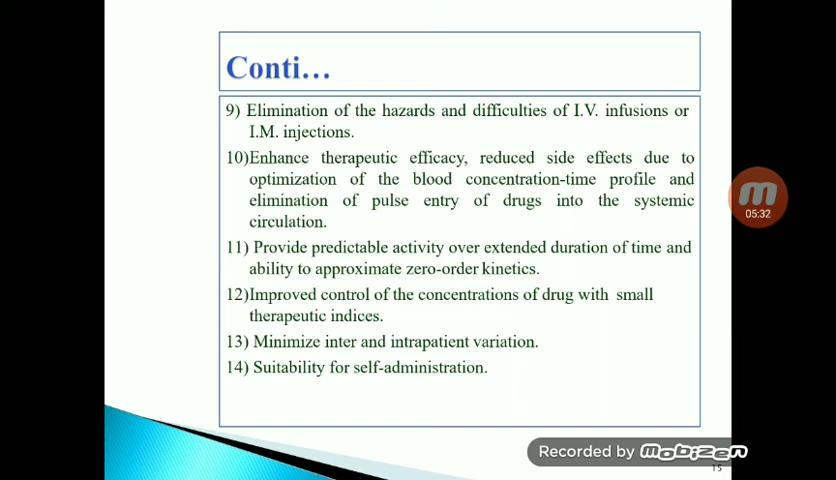 Conti...
9) Elimination of the hazards and difficulties of I.V. infusions or
I.M. injections.
10)Enhance therapeutic efficacy, reduced side effects due to
optimization of the blood concentration-time profile and
elimination of pulse entry of drugs into the systemic
circulation.
11) Provide predictable activity over extended duration of time and
ability to approximate zero-order kinetics.
12)Improved control of the concentrations of drug with small
therapeutic indices.
13) Minimize inter and intrapatient variation.
14) Suitability for self-administration.
05:32
Recorded by mobizen
15